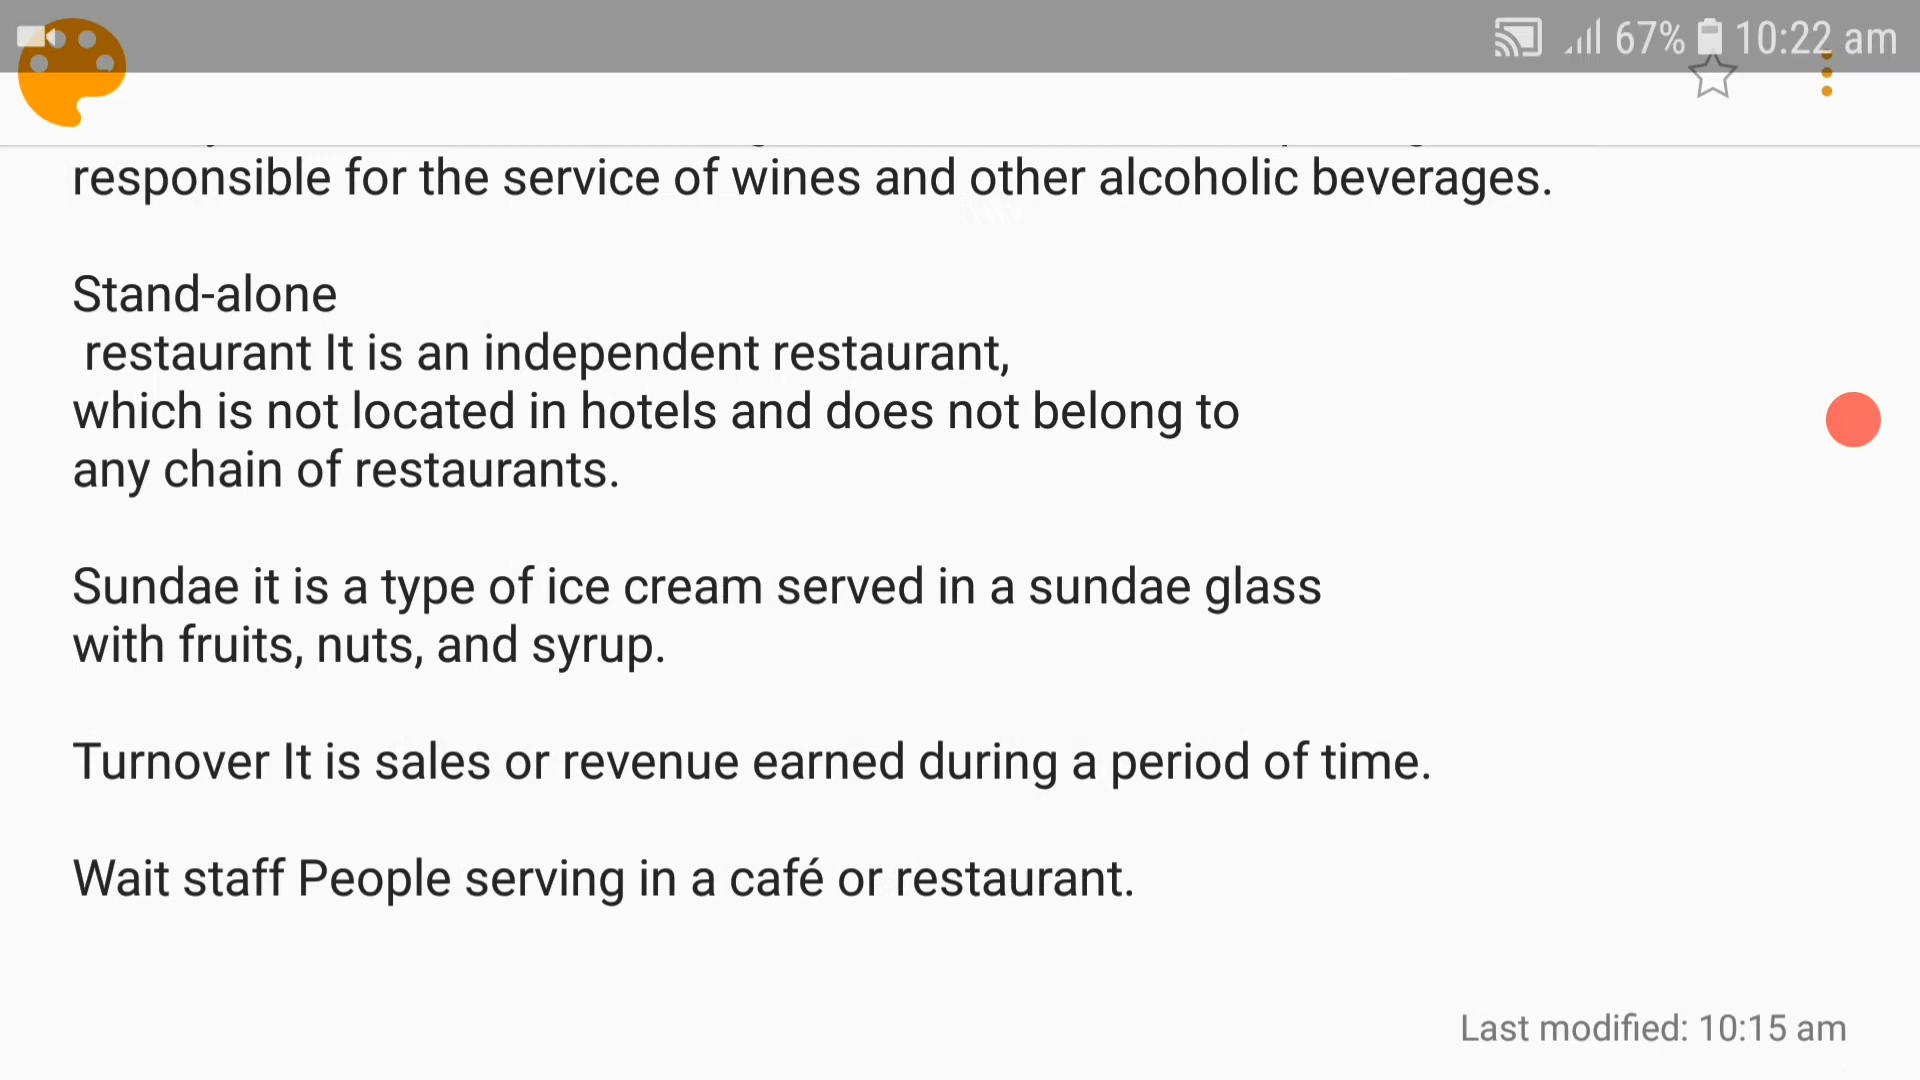 67% 10:22 am
responsible for the service of wines and other alcoholic beverages.
Stand-alone
restaurant It is an independent restaurant,
which is not located in hotels and does not belong to
any chain of restaurants.
Sundae it is a type of ice cream served in a sundae glass
with fruits, nuts, and syrup.
Turnover It is sales or revenue earned during a period of time.
Wait staff People serving in a café or restaurant.
Last modified: 10:15 am